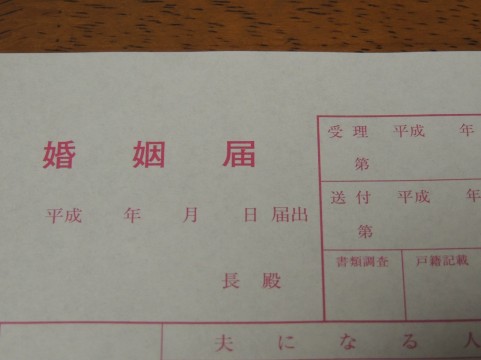 婚姻届
平成 年 月 日 届出
長 殿
受理 平成 年
第
送付 平成 年
第
書類調査 戸籍記載
夫になる人